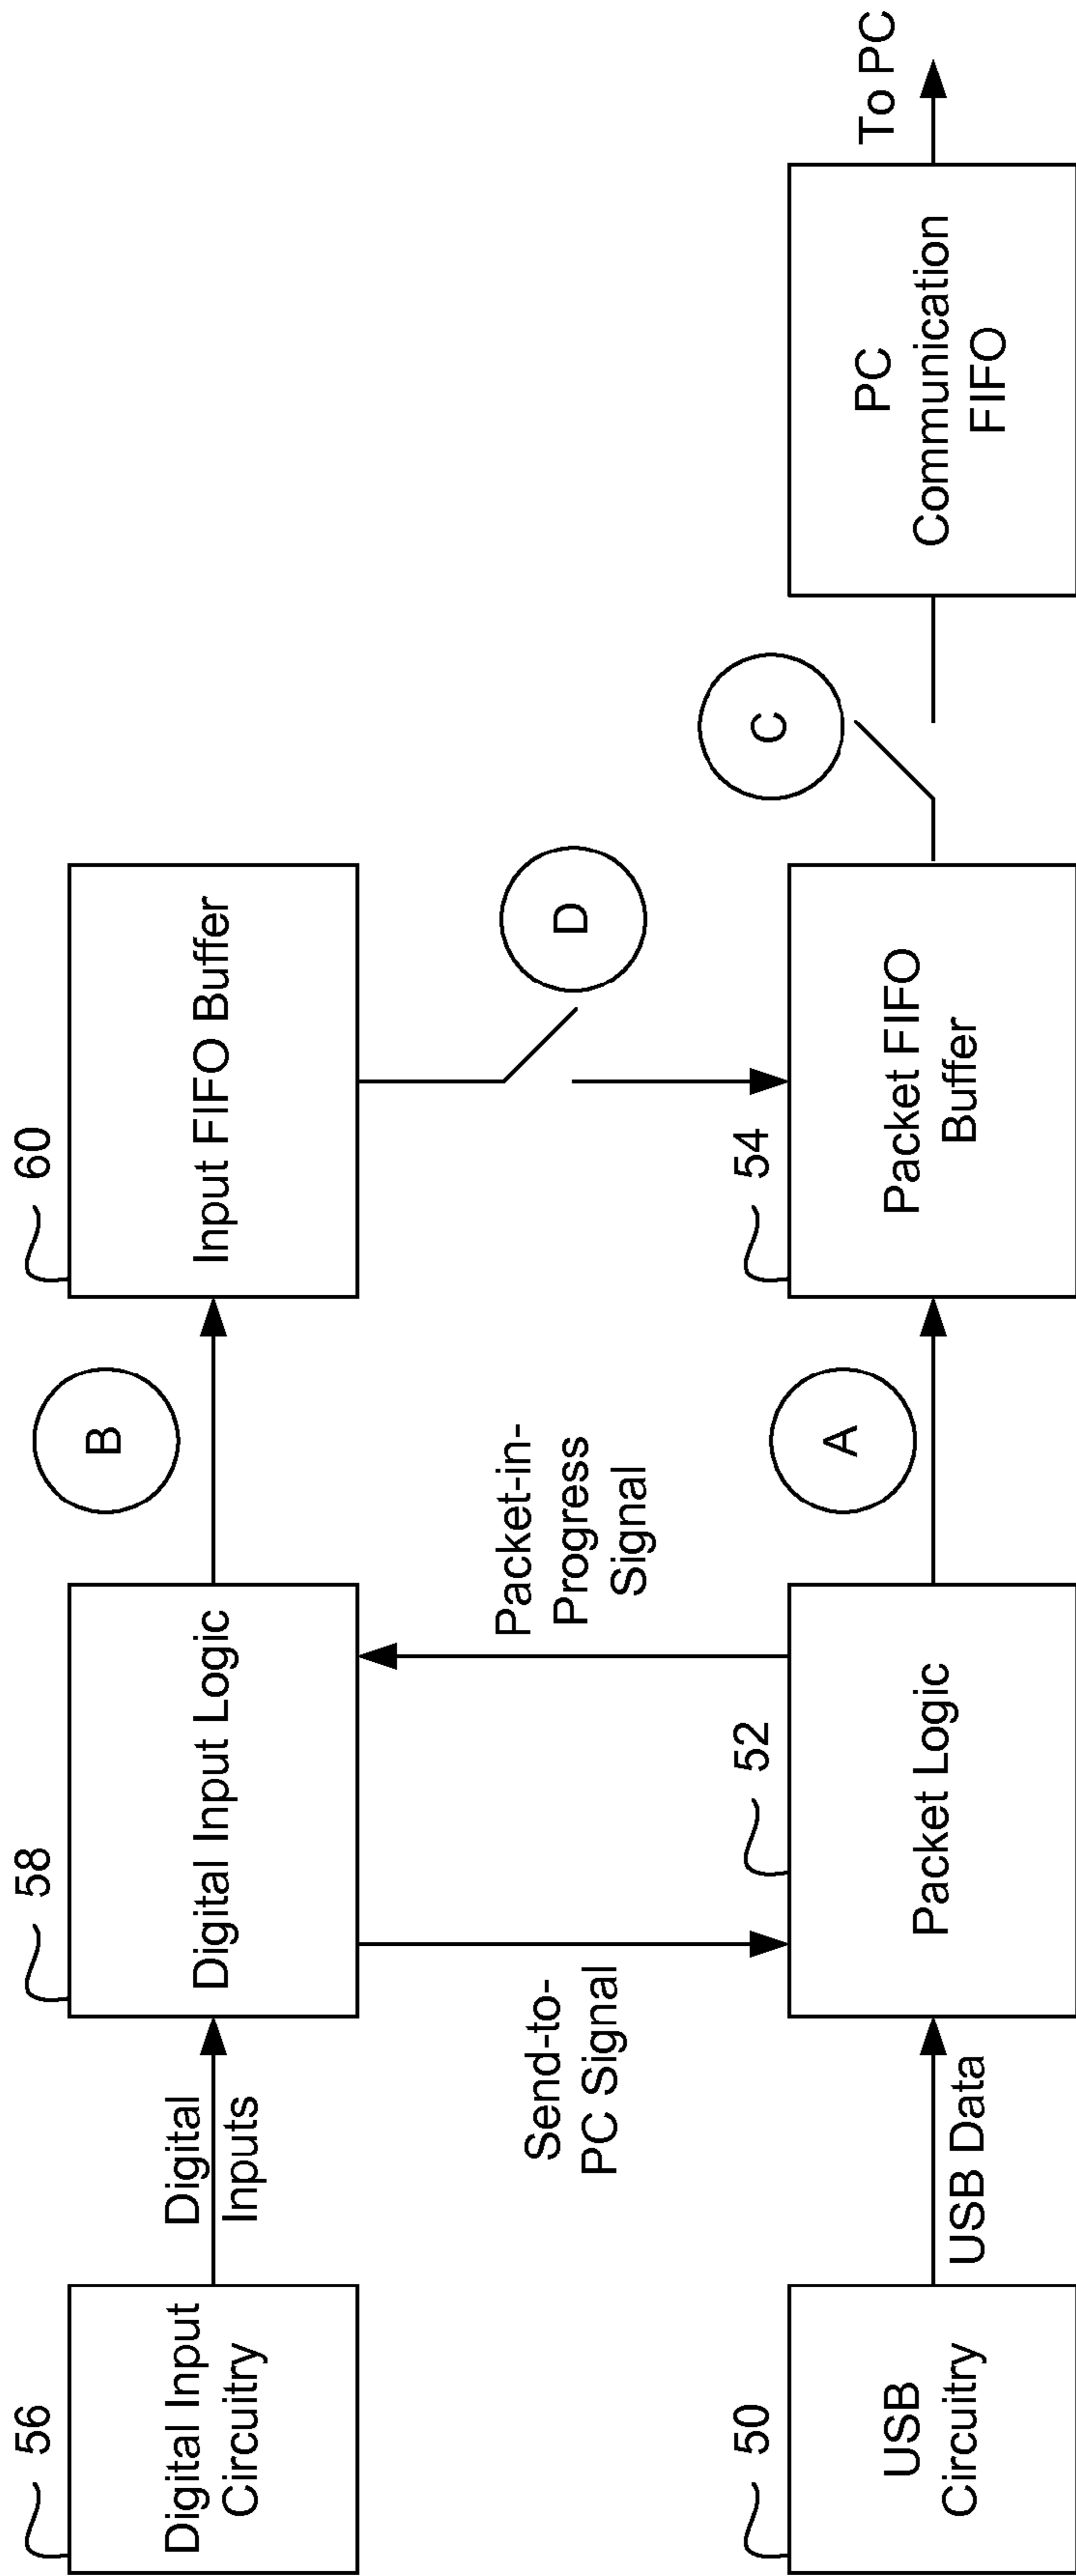 56
Digital Input
Circuitry
Digital
Inputs
58
Digital Input Logic
B
60
Input FIFO Buffer
Send-to-
PC Signal
Packet-in-
Progress
Signal
D
50
USB
Circuitry
USB Data
52
Packet Logic
A
54
Packet FIFO
Buffer
C
PC
Communication
FIFO
To PC